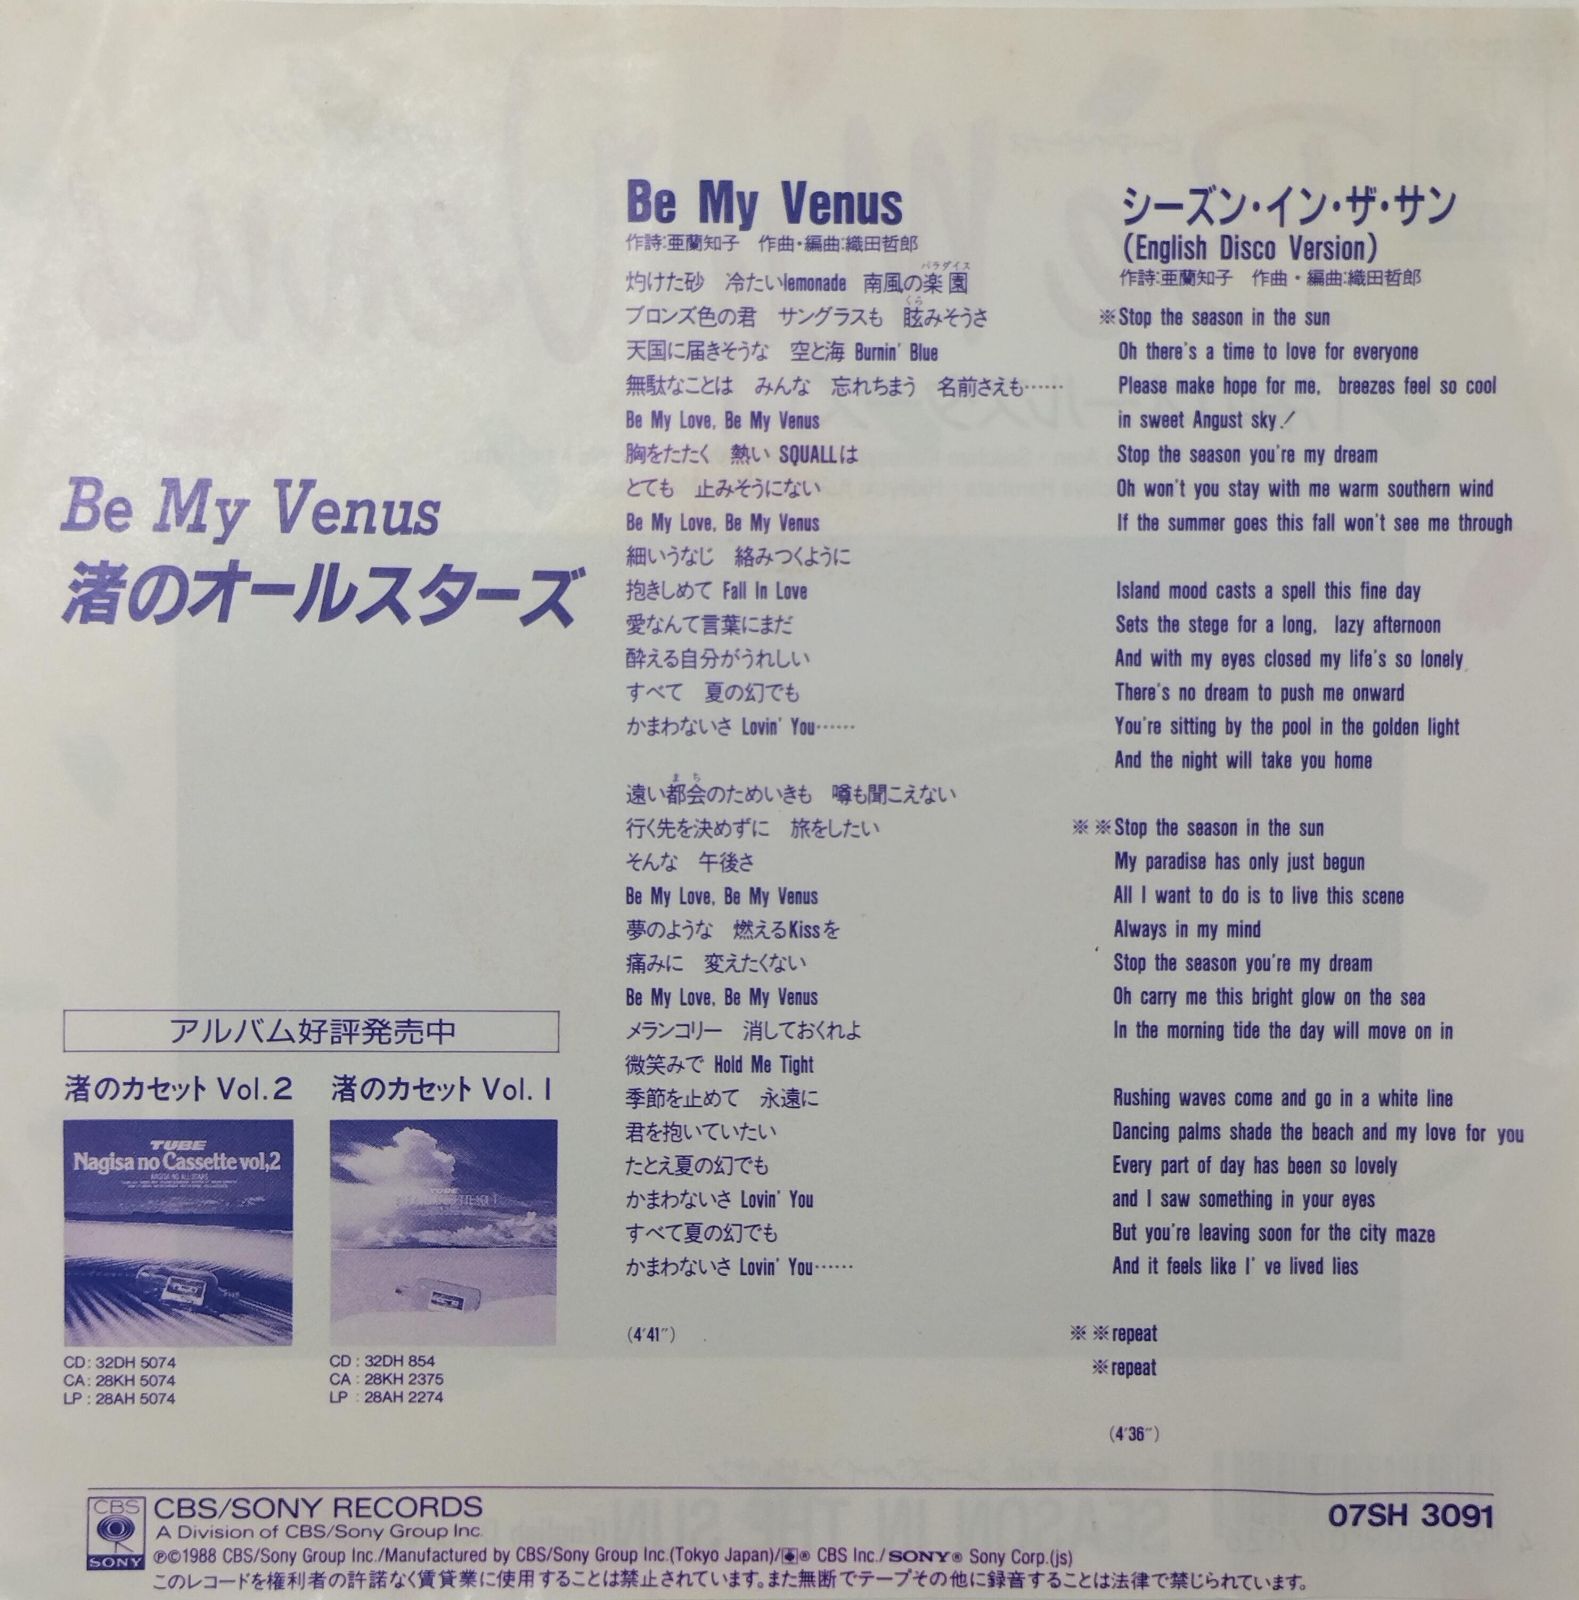 Be My Venus
渚のオールスターズ
アルバム好評発売中
渚のカセット Vol.2
TUBE
Nagisa no Cassette vol,2
NAGISA NO ALL STARS
CD : 32DH 5074
CA : 28KH 5074
LP : 28AH 5074
渚のカセット Vol. I
TUBE
CD : 32DH 854
CA : 28KH 2375
LP : 28AH 2274
Be My Venus
作詩:亜蘭知子 作曲・編曲:織田哲郎
パラダイス
灼けた砂 冷たいlemonade 南風の楽園
くら
ブロンズ色の君 サングラスも 眩みそうさ
天国に届きそうな 空と海 Burnin' Blue
無駄なことは みんな 忘れちまう 名前さえも……
Be My Love, Be My Venus
胸をたたく 熱い SQUALLは
とても 止みそうにない
Be My Love, Be My Venus
細いうなじ 絡みつくように
抱きしめて Fall In Love
愛なんて言葉にまだ
酔える自分がうれしい
すべて 夏の幻でも
かまわないさ Lovin' You……
まち
遠い都会のためいきも 噂も聞こえない
行く先を決めずに 旅をしたい
そんな 午後さ
Be My Love, Be My Venus
夢のような 燃えるKissを
痛みに 変えたくない
Be My Love, Be My Venus
メランコリー 消しておくれよ
微笑みで Hold Me Tight
季節を止めて 永遠に
君を抱いていたい
たとえ夏の幻でも
かまわないさ Lovin' You
すべて夏の幻でも
かまわないさ Lovin' You……
(4'41")
シーズン・イン・ザ・サン
(English Disco Version)
作詩:亜蘭知子 作曲・編曲:織田哲郎
※Stop the season in the sun
Oh there's a time to love for everyone
Please make hope for me, breezes feel so cool
in sweet Angust sky!
Stop the season you're my dream
Oh won't you stay with me warm southern wind
If the summer goes this fall won't see me through
Island mood casts a spell this fine day
Sets the stege for a long, lazy afternoon
And with my eyes closed my life's so lonely
There's no dream to push me onward
You're sitting by the pool in the golden light
And the night will take you home
※※Stop the season in the sun
My paradise has only just begun
All I want to do is to live this scene
Always in my mind
Stop the season you're my dream
Oh carry me this bright glow on the sea
In the morning tide the day will move on in
Rushing waves come and go in a white line
Dancing palms shade the beach and my love for you
Every part of day has been so lovely
and I saw something in your eyes
But you're leaving soon for the city maze
And it feels like I' ve lived lies
※※repeat
※repeat
(4'36")
CBS
SONY
CBS/SONY RECORDS
A Division of CBS/Sony Group Inc.
07SH 3091
℗©1988 CBS/Sony Group Inc./Manufactured by CBS/Sony Group Inc.(Tokyo Japan)/® CBS Inc./SONY® Sony Corp.(js)
このレコードを権利者の許諾なく賃貸業に使用することは禁止されています。また無断でテープその他に録音することは法律で禁じられています。